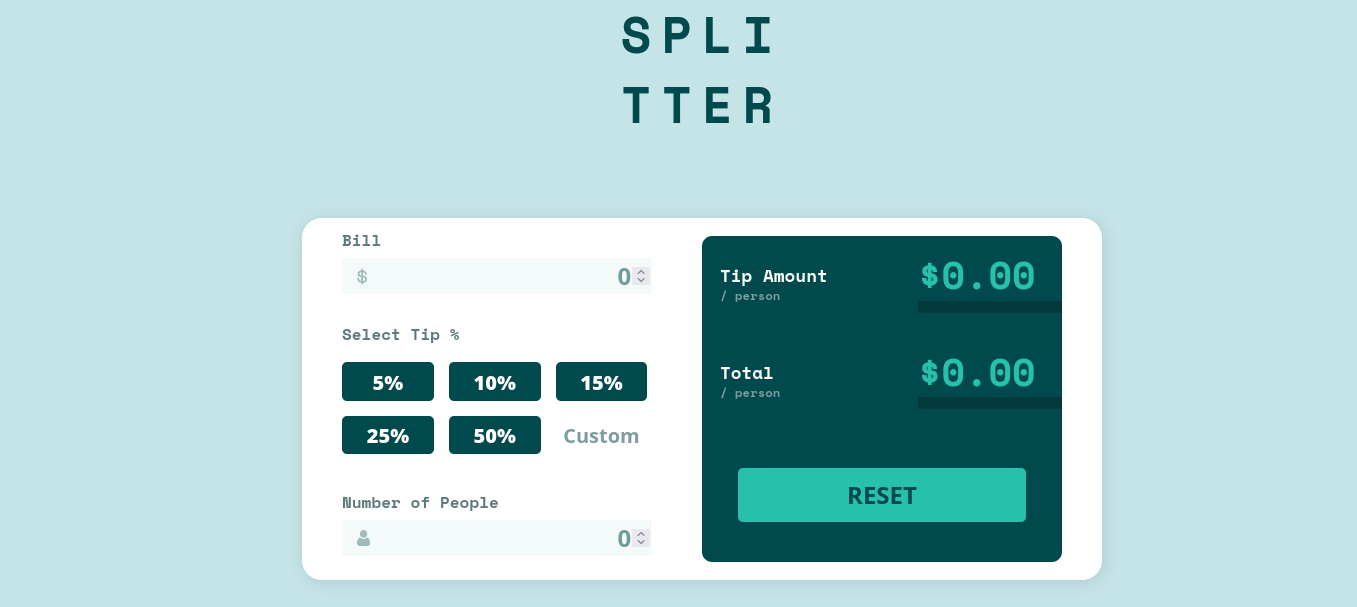 SPLI
TTER
Bill
$ 0
Select Tip %
5% 10% 15%
25% 50% Custom
Number of People
0
Tip Amount
/ person
$0.00
Total
/ person
$0.00
RESET